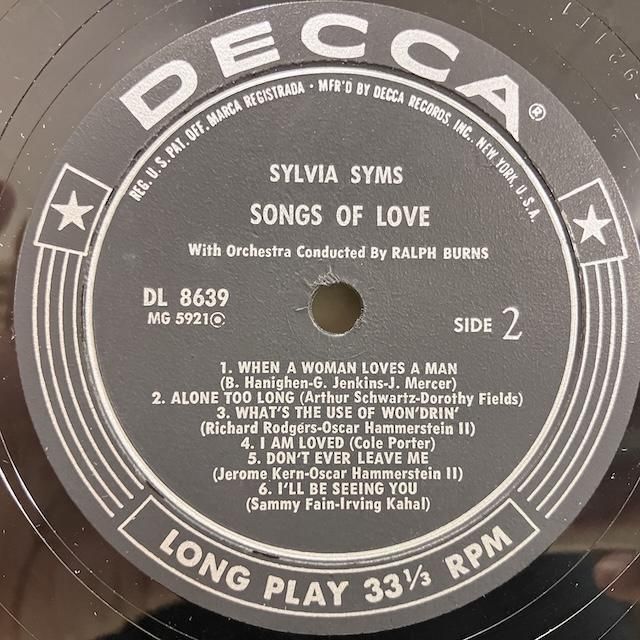 DECCA®
REG. U.S. PAT. OFF. MARCA REGISTRADA • MFR'D BY DECCA RECORDS, INC., NEW YORK, U.S.A.
SYLVIA SYMS
SONGS OF LOVE
With Orchestra Conducted By RALPH BURNS
DL 8639
MG 5921
SIDE 2
1. WHEN A WOMAN LOVES A MAN
(B. Hanighen-G. Jenkins-J. Mercer)
2. ALONE TOO LONG (Arthur Schwartz-Dorothy Fields)
3. WHAT'S THE USE OF WON'DRIN'
(Richard Rodgers-Oscar Hammerstein II)
4. I AM LOVED (Cole Porter)
5. DON'T EVER LEAVE ME
(Jerome Kern-Oscar Hammerstein II)
6. I'LL BE SEEING YOU
(Sammy Fain-Irving Kahal)
LONG PLAY 33⅓ RPM